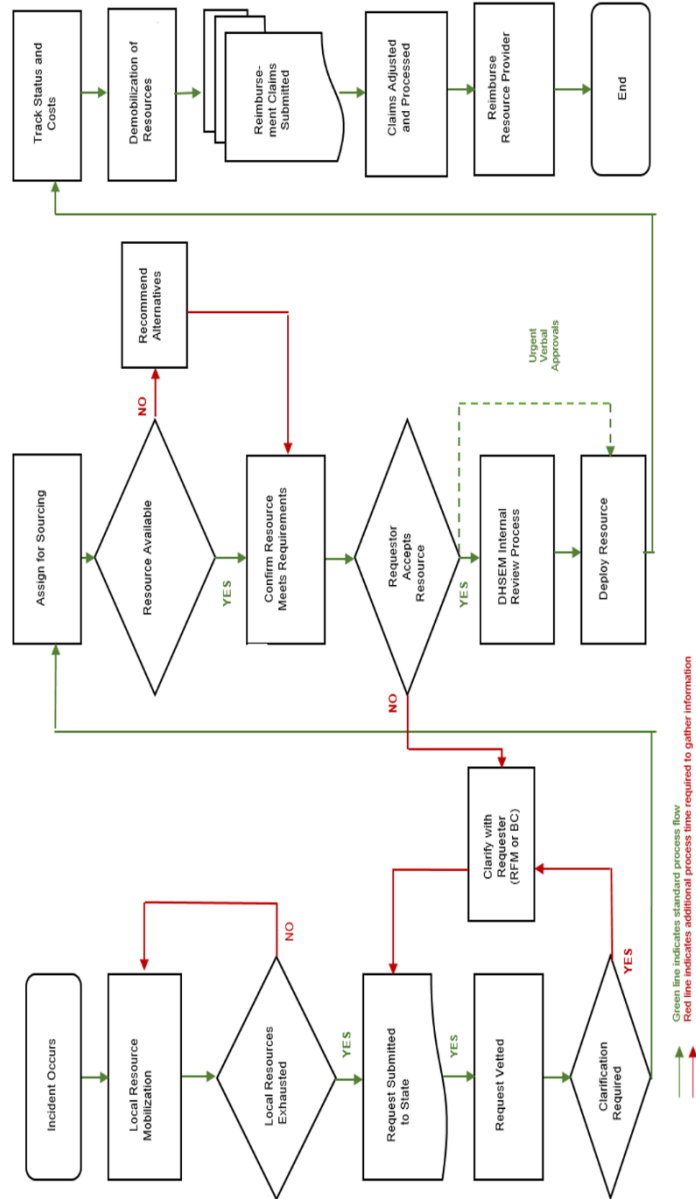 Incident Occurs
Local Resource
Mobilization
NO
Local Resources
Exhausted
YES
Request Submitted
to State
YES
Request Vetted
Clarification
Required
YES
Clarify with
Requester
(RFM or BC)
Assign for Sourcing
Resource Available
NO
Recommend
Alternatives
YES
Confirm Resource
Meets Requirements
Requestor
Accepts
Resource
NO
YES
Urgent
Verbal
Approvals
DHSEM Internal
Review Process
Deploy Resource
Track Status and
Costs
Demobilization of
Resources
Reimburse-
ment Claims
Submitted
Claims Adjusted
and Processed
Reimburse
Resource Provider
End
Green line indicates standard process flow
Red line indicates additional process time required to gather information